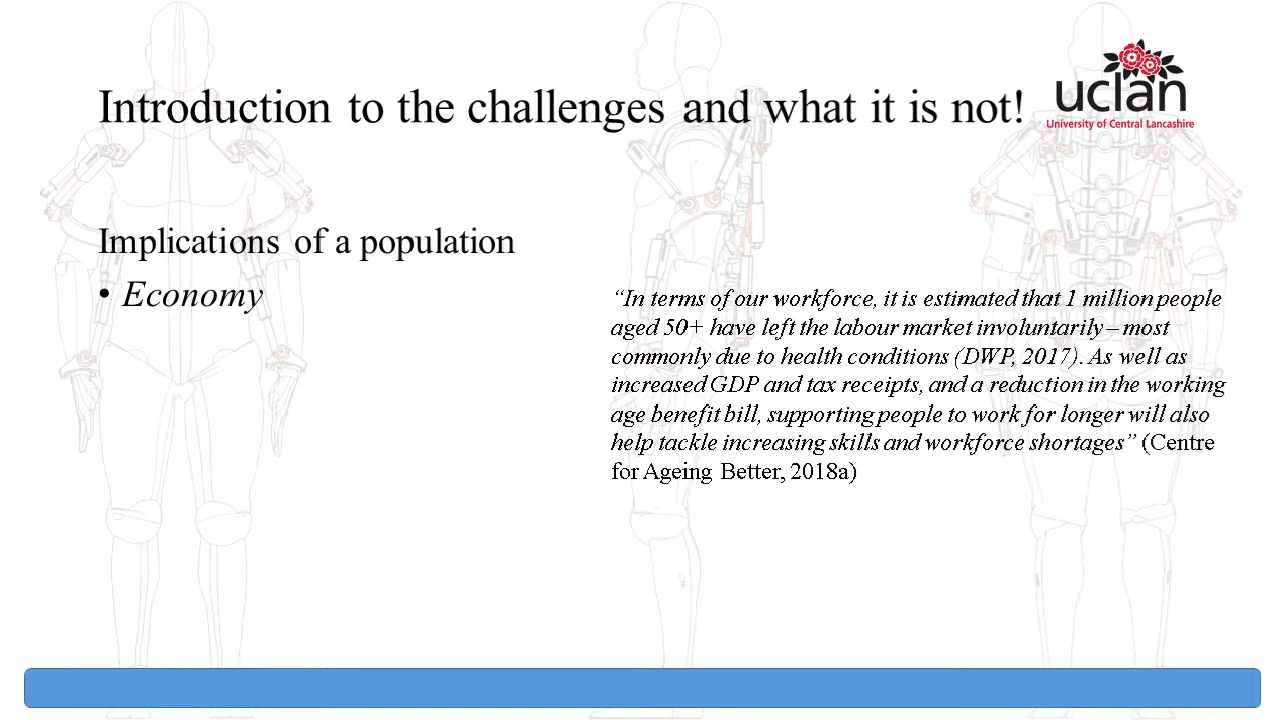 Introduction to the challenges and what it is not!
uclan
University of Central Lancashire
Implications of a population
• Economy
“In terms of our workforce, it is estimated that 1 million people
aged 50+ have left the labour market involuntarily – most
commonly due to health conditions (DWP, 2017). As well as
increased GDP and tax receipts, and a reduction in the working
age benefit bill, supporting people to work for longer will also
help tackle increasing skills and workforce shortages” (Centre
for Ageing Better, 2018a)